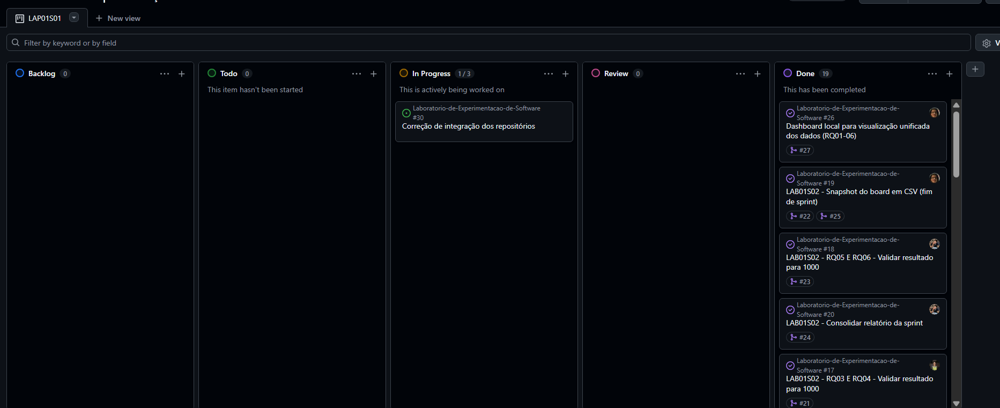 LAP01S01
New view
Filter by keyword or by field
Backlog 0
Todo 0
This item hasn't been started
In Progress 1 / 3
This is actively being worked on
Laboratorio-de-Experimentacao-de-Software
#30
Correção de integração dos repositórios
Review 0
Done 19
This has been completed
Laboratorio-de-Experimentacao-de-
Software #26
Dashboard local para visualização unificada
dos dados (RQ01-06)
#27
Laboratorio-de-Experimentacao-de-
Software #19
LAB01S02 - Snapshot do board em CSV (fim
de sprint)
#22 #25
Laboratorio-de-Experimentacao-de-
Software #18
LAB01S02 - RQ05 E RQ06 - Validar resultado
para 1000
#23
Laboratorio-de-Experimentacao-de-
Software #20
LAB01S02 - Consolidar relatório da sprint
#24
Laboratorio-de-Experimentacao-de-
Software #17
LAB01S02 - RQ03 E RQ04 - Validar resultado
para 1000
#21